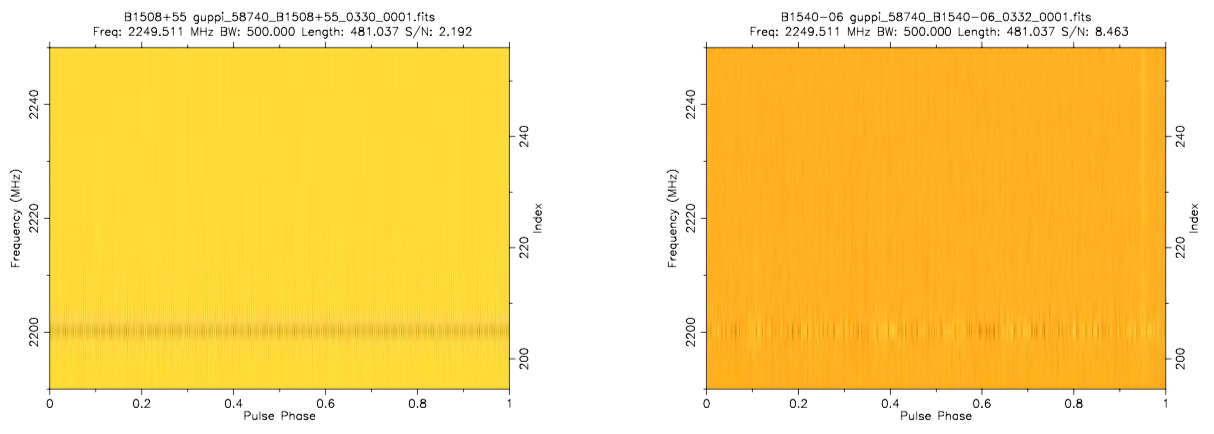 B1508+55 guppi_58740_B1508+55_0330_0001.fits
Freq: 2249.511 MHz BW: 500.000 Length: 481.037 S/N: 2.192
2240
2220
2200
Frequency (MHz)
240
220
200
Index
0 0.2 0.4 0.6 0.8 1
Pulse Phase
B1540-06 guppi_58740_B1540-06_0332_0001.fits
Freq: 2249.511 MHz BW: 500.000 Length: 481.037 S/N: 8.463
2240
2220
2200
Frequency (MHz)
240
220
200
Index
0 0.2 0.4 0.6 0.8 1
Pulse Phase